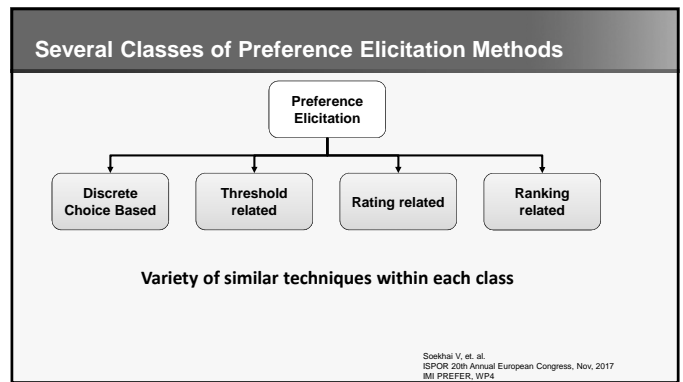 Several Classes of Preference Elicitation Methods
Preference
Elicitation
Discrete
Choice Based
Threshold
related
Rating related
Ranking
related
Variety of similar techniques within each class
Soekhai V, et. al.
ISPOR 20th Annual European Congress, Nov, 2017
IMI PREFER, WP4